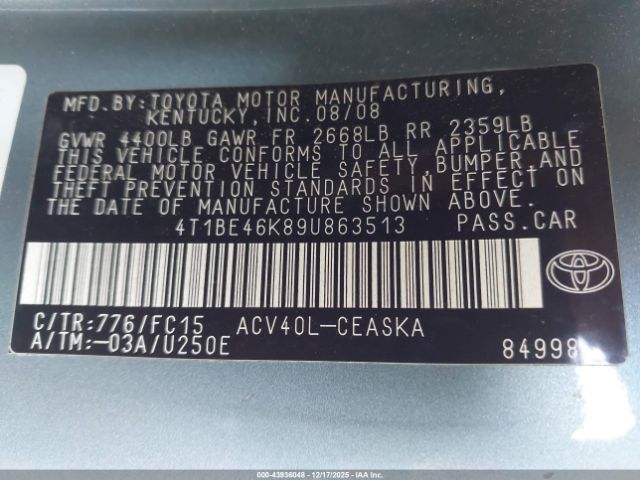 MFD.BY: TOYOTA MOTOR MANUFACTURING,
KENTUCKY, INC. 08/08
GVWR 4400LB GAWR FR 2668LB RR 2359LB
THIS VEHICLE CONFORMS TO ALL APPLICABLE
FEDERAL MOTOR VEHICLE SAFETY, BUMPER, AND
THEFT PREVENTION STANDARDS IN EFFECT ON
THE DATE OF MANUFACTURE SHOWN ABOVE.
4T1BE46K89U863513 PASS.CAR
C/TR:776/FC15 ACV40L-CEASKA
A/TM:-03A/U250E 84998
000-43936048 - 12/17/2025 - IAA Inc.